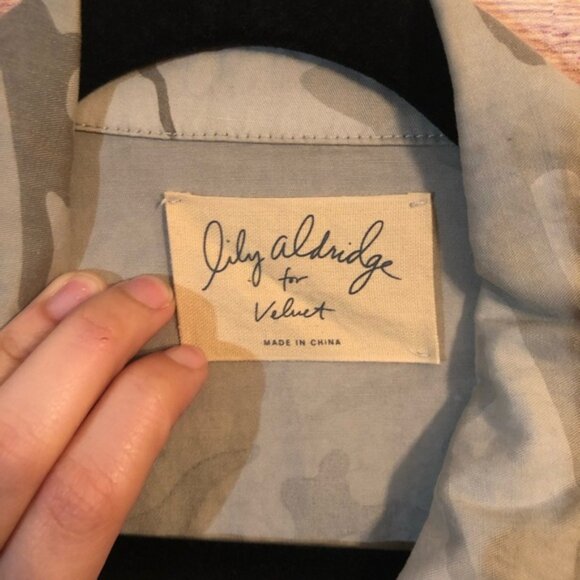 lily aldridge
for
Velvet
MADE IN CHINA